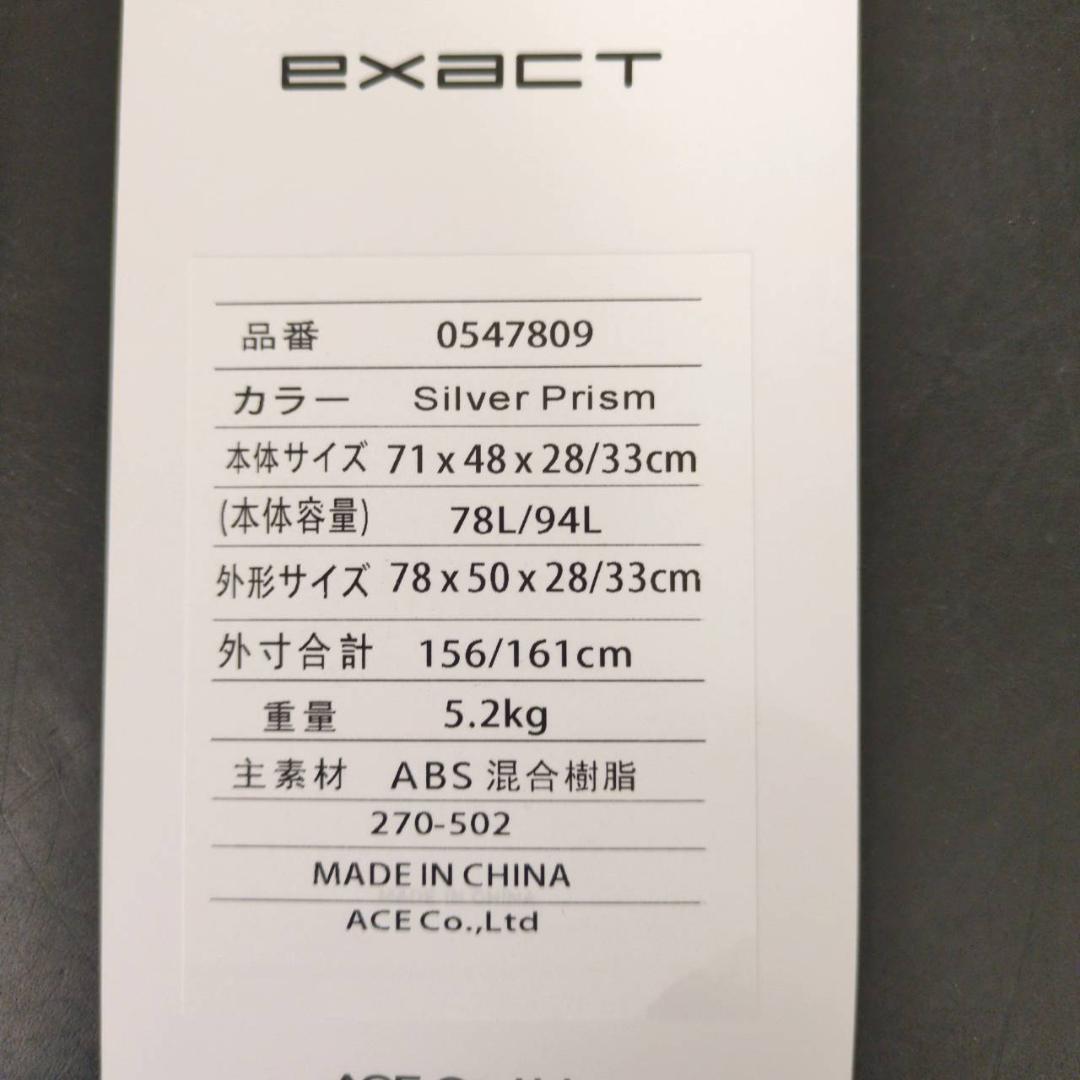 exact
品番 0547809
カラー Silver Prism
本体サイズ 71 x 48 x 28/33cm
(本体容量) 78L/94L
外形サイズ 78 x 50 x 28/33cm
外寸合計 156/161cm
重量 5.2kg
主素材 ABS 混合樹脂
270-502
MADE IN CHINA
ACE Co.,Ltd